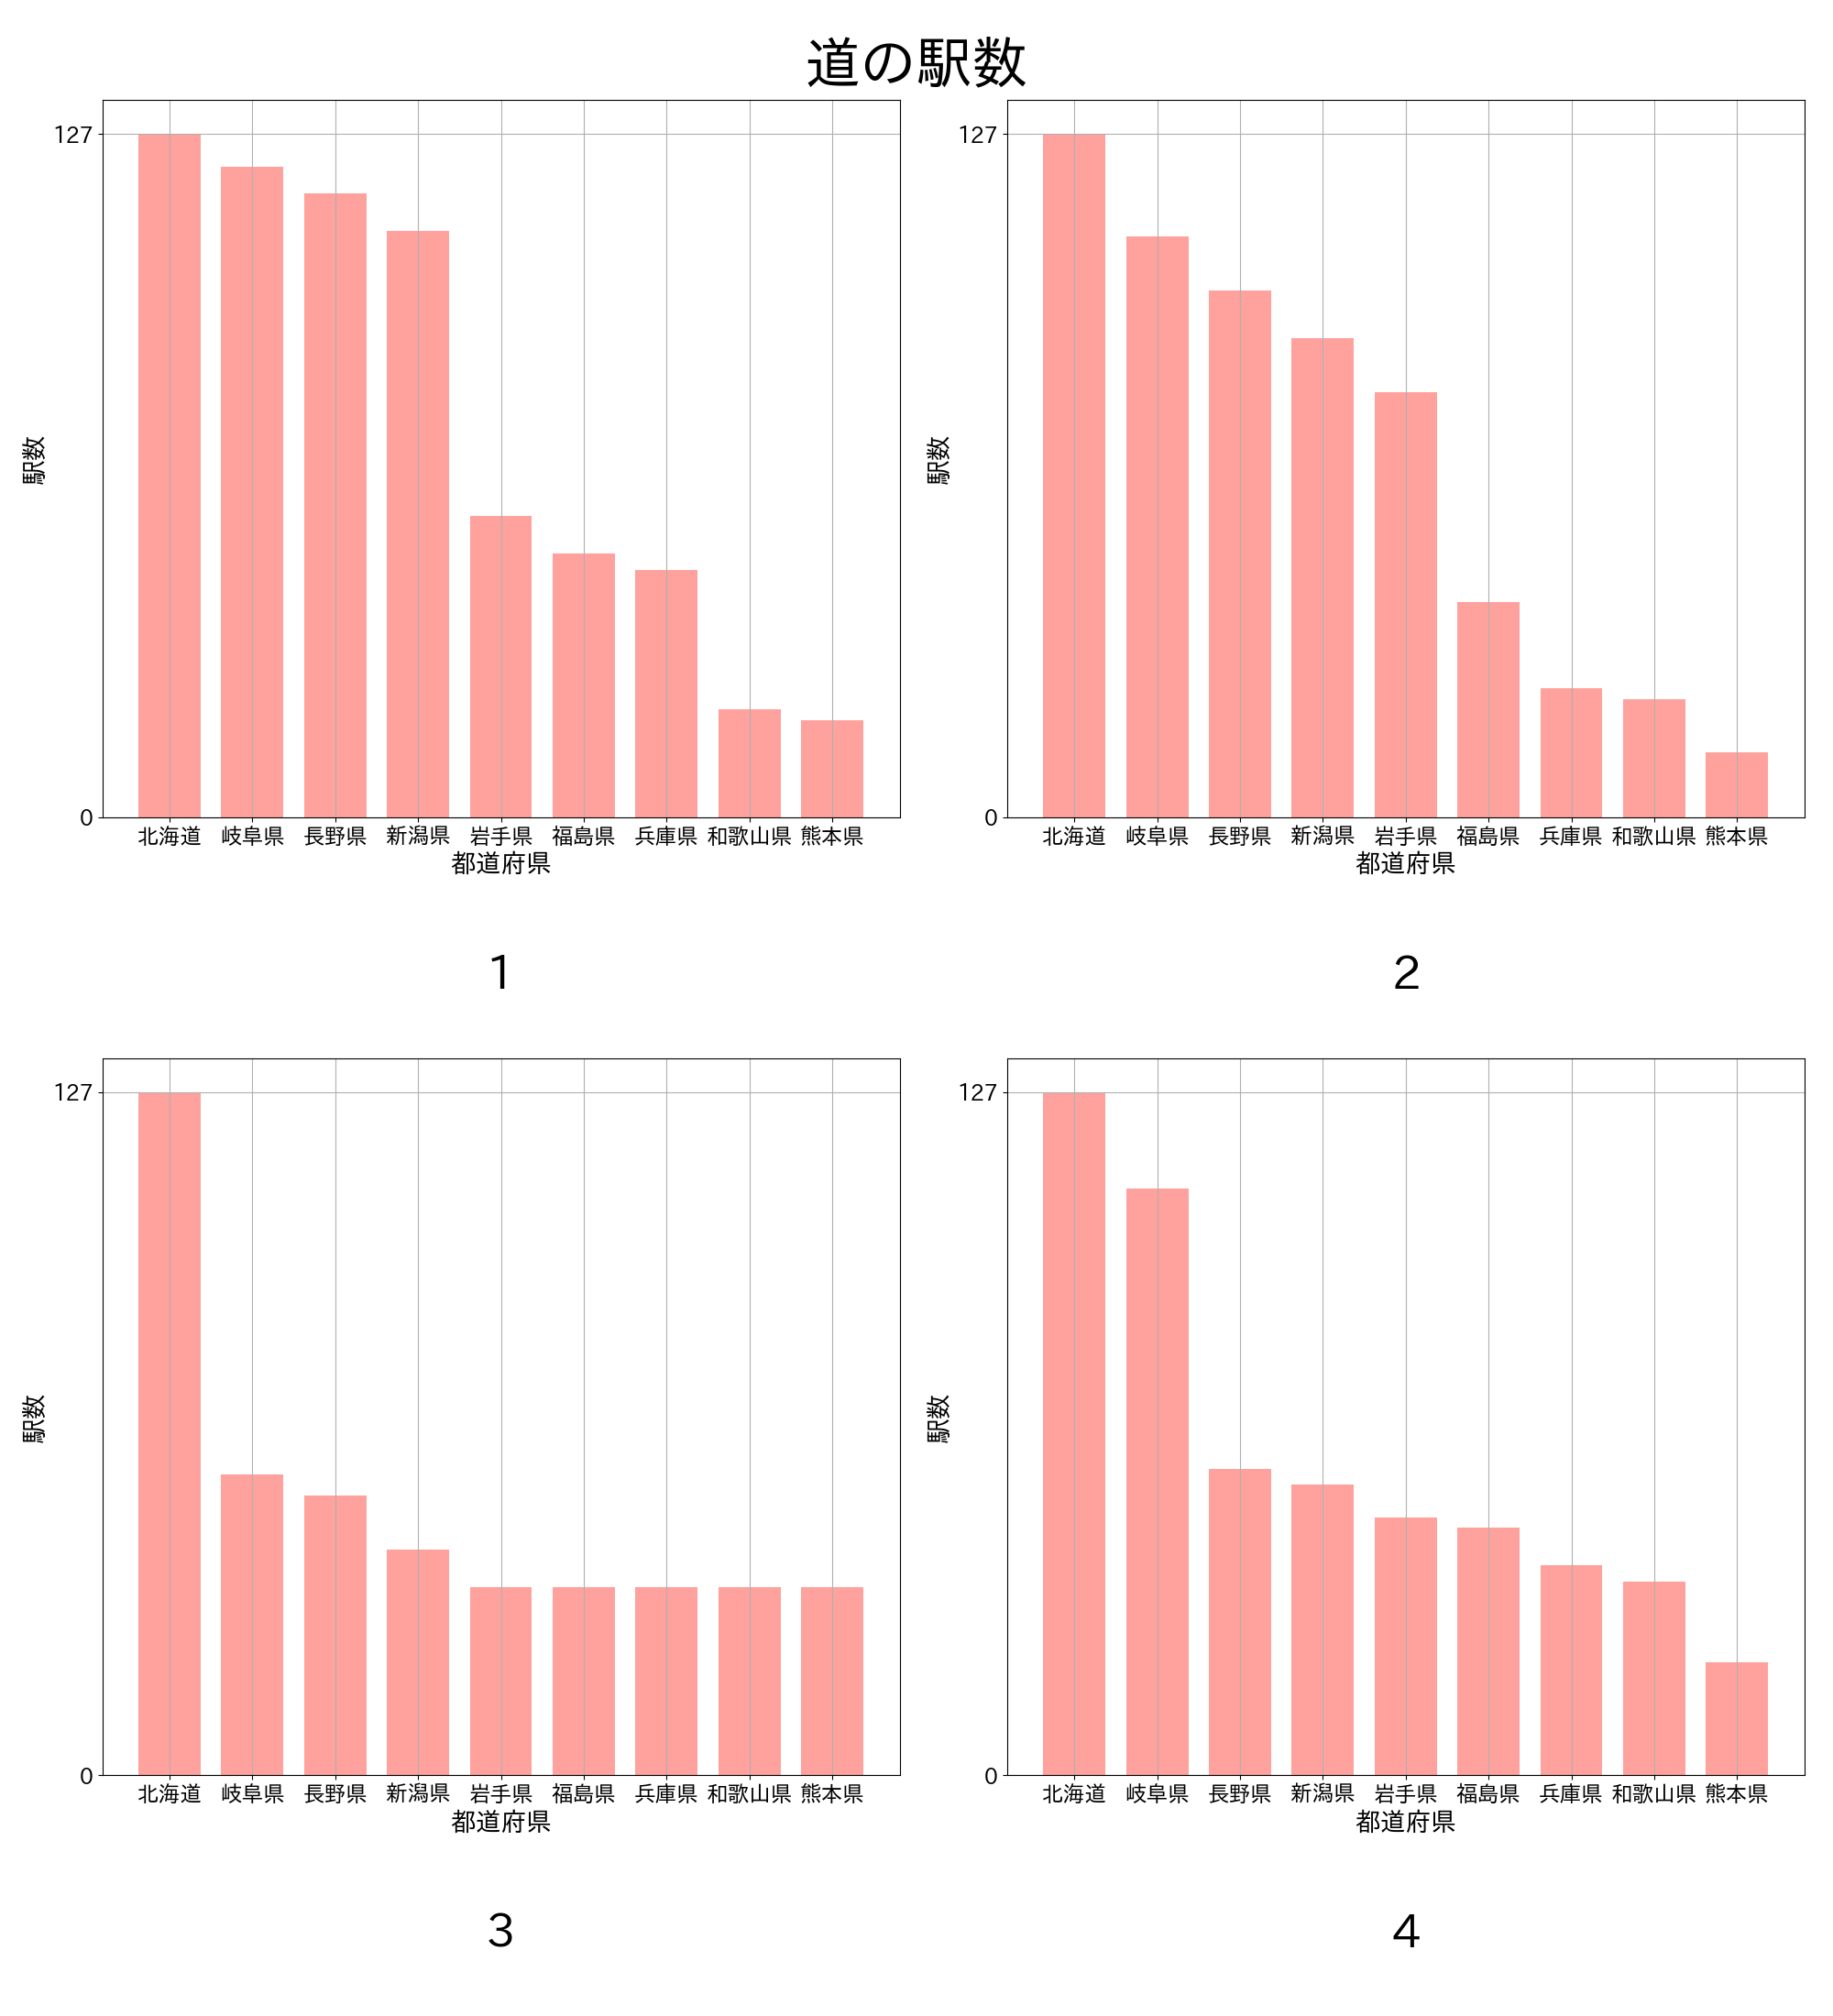 道の駅数
127
0
駅数
北海道 岐阜県 長野県 新潟県 岩手県 福島県 兵庫県 和歌山県 熊本県
都道府県
1
127
0
駅数
北海道 岐阜県 長野県 新潟県 岩手県 福島県 兵庫県 和歌山県 熊本県
都道府県
2
127
0
駅数
北海道 岐阜県 長野県 新潟県 岩手県 福島県 兵庫県 和歌山県 熊本県
都道府県
3
127
0
駅数
北海道 岐阜県 長野県 新潟県 岩手県 福島県 兵庫県 和歌山県 熊本県
都道府県
4